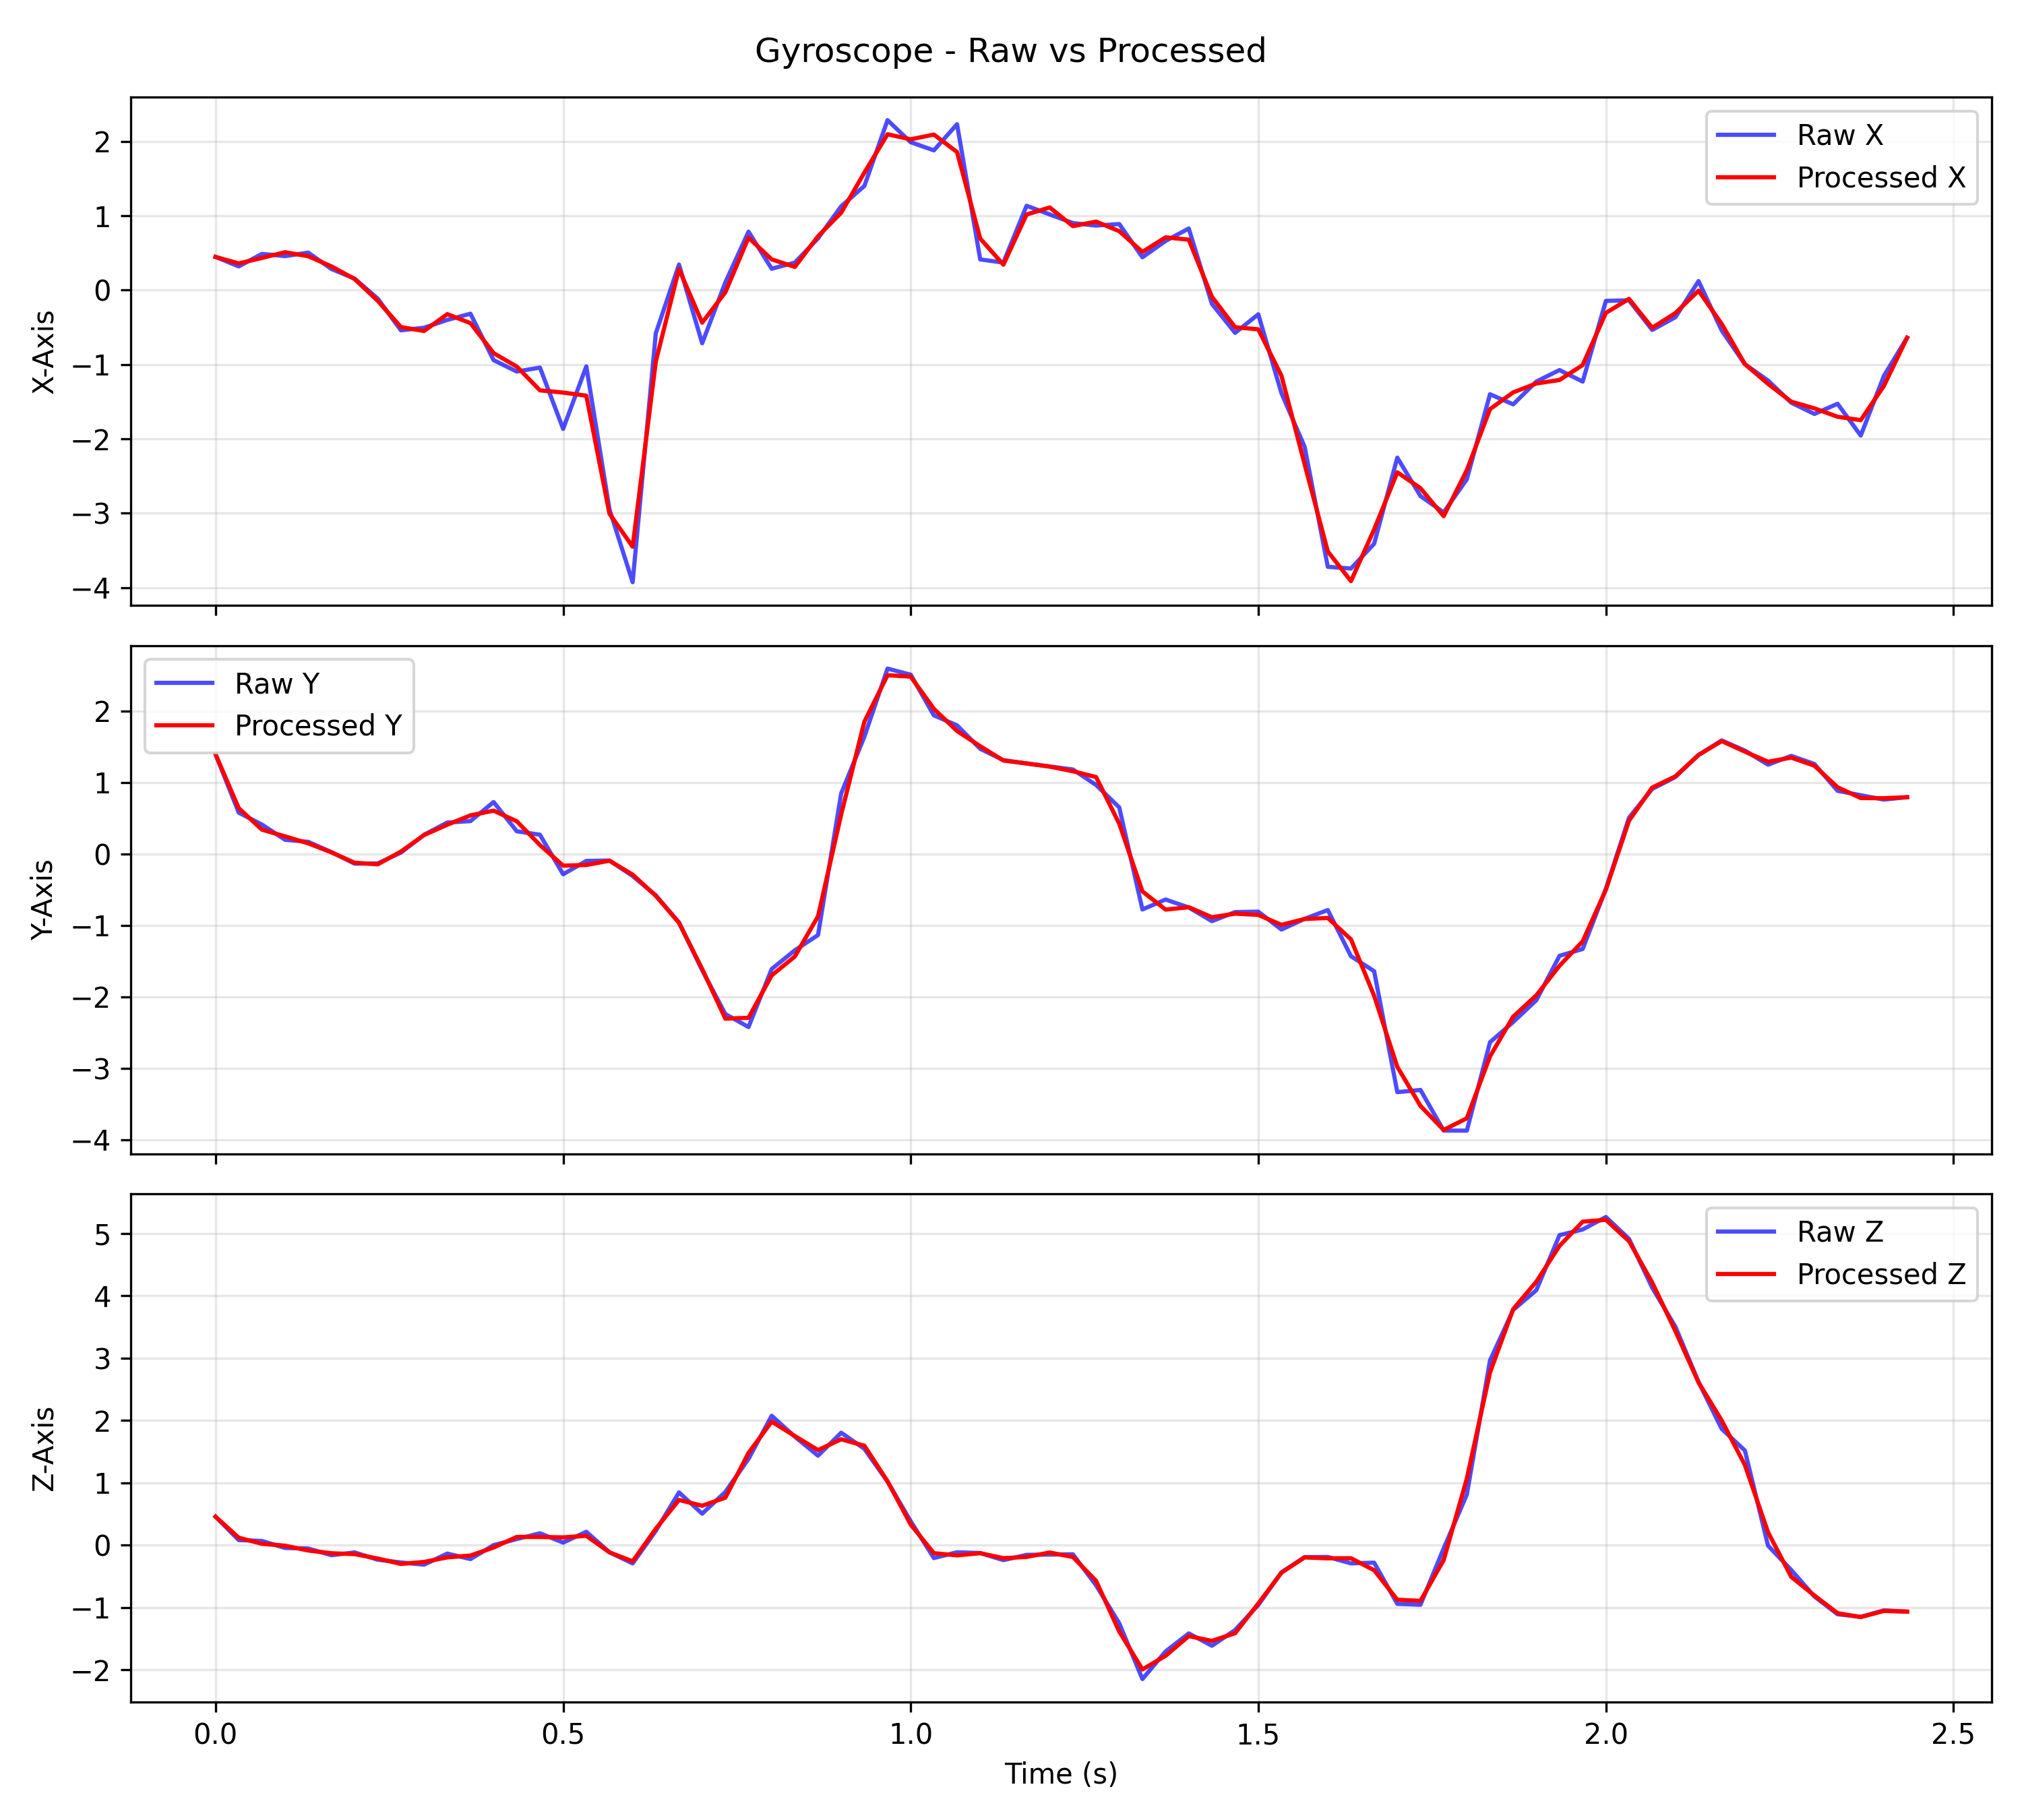 Gyroscope - Raw vs Processed
X-Axis
2
1
0
−1
−2
−3
−4
Raw X
Processed X
Y-Axis
2
1
0
−1
−2
−3
−4
Raw Y
Processed Y
Z-Axis
5
4
3
2
1
0
−1
−2
Raw Z
Processed Z
0.0 0.5 1.0 1.5 2.0 2.5
Time (s)